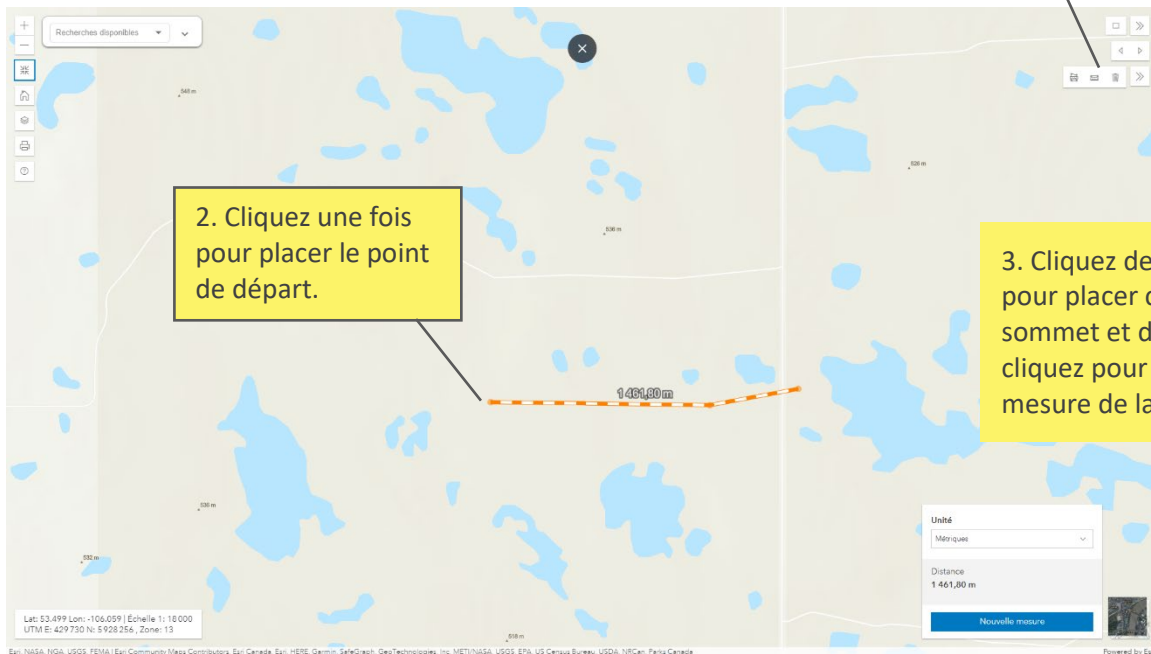 Recherches disponibles
548 m
526 m
2. Cliquez une fois
pour placer le point
de départ.
536 m
3. Cliquez de
pour placer
sommet et d
cliquez pour
mesure de la
1 461,80 m
536 m
532 m
518 m
Unité
Métriques
Distance
1 461,80 m
Nouvelle mesure
Lat: 53.499 Lon: -106.059 | Échelle 1: 18 000
UTM E: 429 730 N: 5 928 256 , Zone: 13
Esri, NASA, NGA, USGS, FEMA | Esri Community Maps Contributors, Esri Canada, Esri, HERE, Garmin, SafeGraph, GeoTechnologies, Inc, METI/NASA, USGS, EPA, US Census Bureau, USDA, NRCan, Parks Canada
Powered by Es